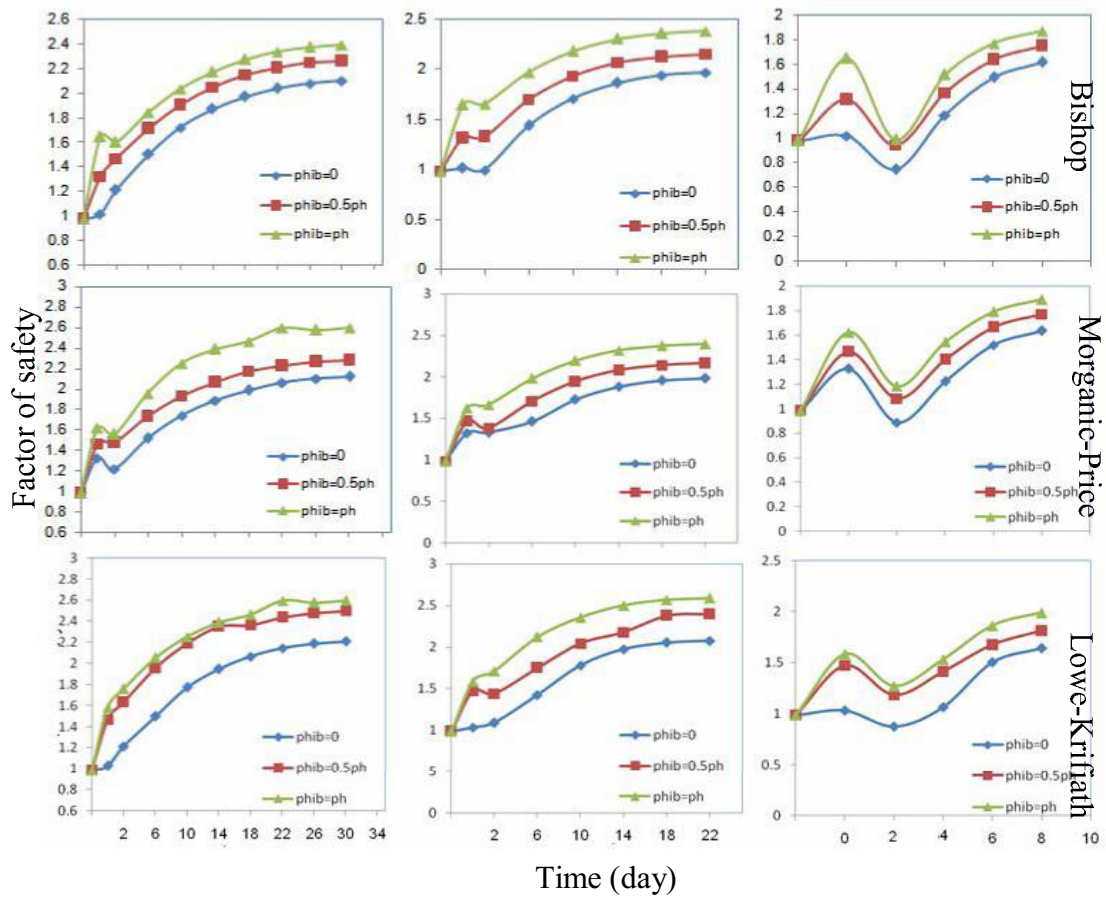 Factor of safety
2.6
2.4
2.2
2
1.8
1.6
1.4
1.2
1
0.8
0.6
phib=0
phib=0.5ph
phib=ph
2.5
2
1.5
1
0.5
0
phib=0
phib=0.5ph
phib=ph
2
1.8
1.6
1.4
1.2
1
0.8
0.6
0.4
0.2
0
phib=0
phib=0.5ph
phib=ph
Bishop
3
2.8
2.6
2.4
2.2
2
1.8
1.6
1.4
1.2
1
0.8
0.6
phib=0
phib=0.5ph
phib=ph
3
2.5
2
1.5
1
0.5
0
phib=0
phib=0.5ph
phib=ph
2
1.8
1.6
1.4
1.2
1
0.8
0.6
0.4
0.2
0
phib=0
phib=0.5ph
phib=ph
Morganic-Price
3
2.8
2.6
2.4
2.2
2
1.8
1.6
1.4
1.2
1
0.8
0.6
phib=0
phib=0.5ph
phib=ph
2 6 10 14 18 22 26 30 34
3
2.5
2
1.5
1
5
0
phib=0
phib=0.5ph
phib=ph
2 6 10 14 18 22
2.5
2
1.5
1
0.5
0
phib=0
phib=0.5ph
phib=ph
0 2 4 6 8 10
Lowe-Krifiath
Time (day)